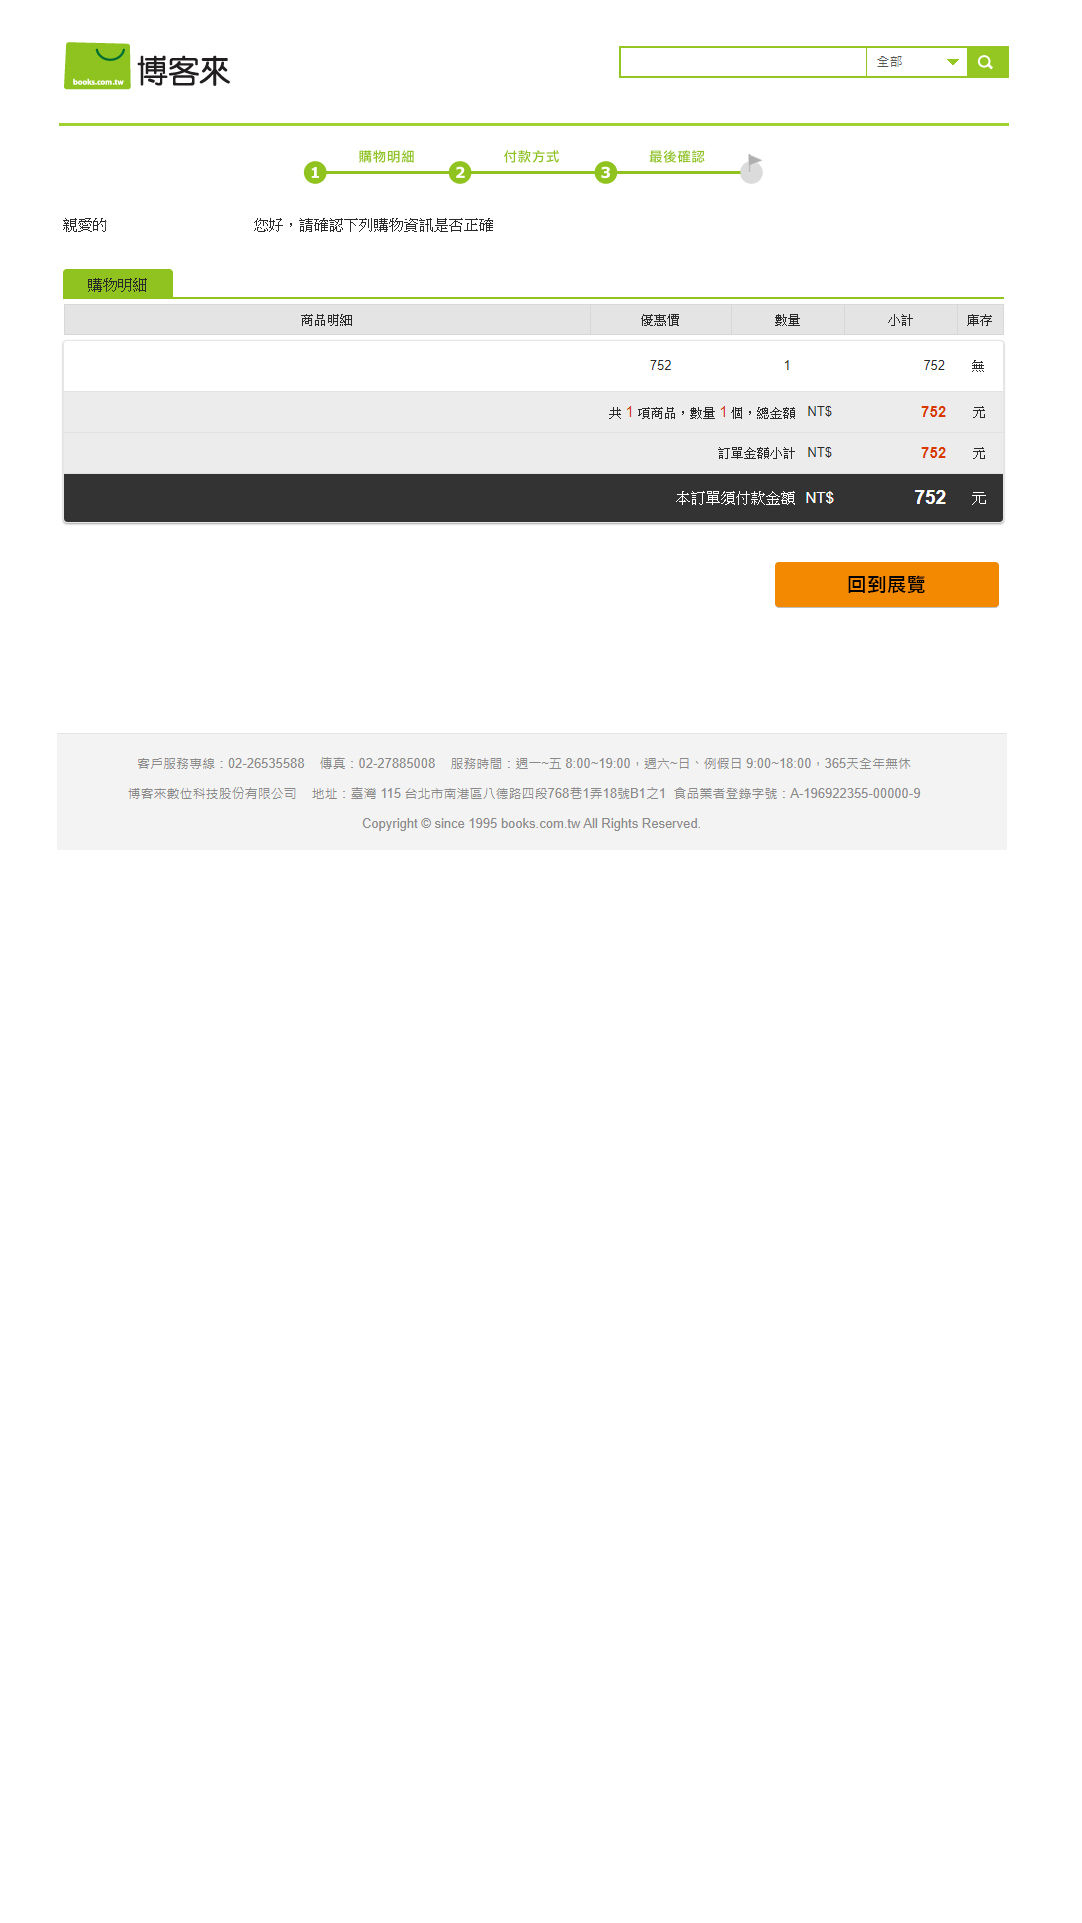 books.com.tw 博客來
全部
購物明細 付款方式 最後確認
1 2 3
親愛的 您好，請確認下列購物資訊是否正確
購物明細
商品明細 優惠價 數量 小計 庫存
752 1 752 無
共 1 項商品，數量 1 個，總金額 NT$ 752 元
訂單金額小計 NT$ 752 元
本訂單須付款金額 NT$ 752 元
回到展覽
客戶服務專線：02-26535588 傳真：02-27885008 服務時間：週一~五 8:00~19:00，週六~日、例假日 9:00~18:00，365天全年無休
博客來數位科技股份有限公司 地址：臺灣 115 台北市南港區八德路四段768巷1弄18號B1之1 食品業者登錄字號：A-196922355-00000-9
Copyright © since 1995 books.com.tw All Rights Reserved.